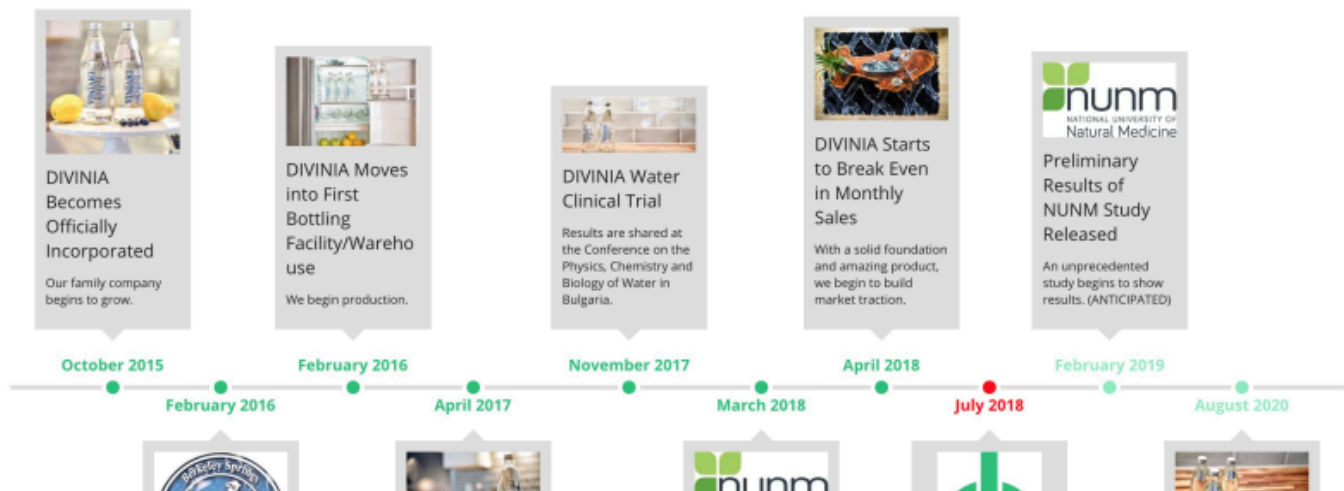 DIVINIA
Becomes
Officially
Incorporated
Our family company
begins to grow.
October 2015
DIVINIA Moves
into First
Bottling
Facility/Wareho
use
We begin production.
February 2016
DIVINIA Water
Clinical Trial
Results are shared at
the Conference on the
Physics, Chemistry and
Biology of Water in
Bulgaria.
November 2017
DIVINIA Starts
to Break Even
in Monthly
Sales
With a solid foundation
and amazing product,
we begin to build
market traction.
April 2018
nunm
NATIONAL UNIVERSITY OF
Natural Medicine
Preliminary
Results of
NUNM Study
Released
An unprecedented
study begins to show
results. (ANTICIPATED)
February 2019
February 2016
Berkeley Springs
April 2017
March 2018
nunm
July 2018
August 2020